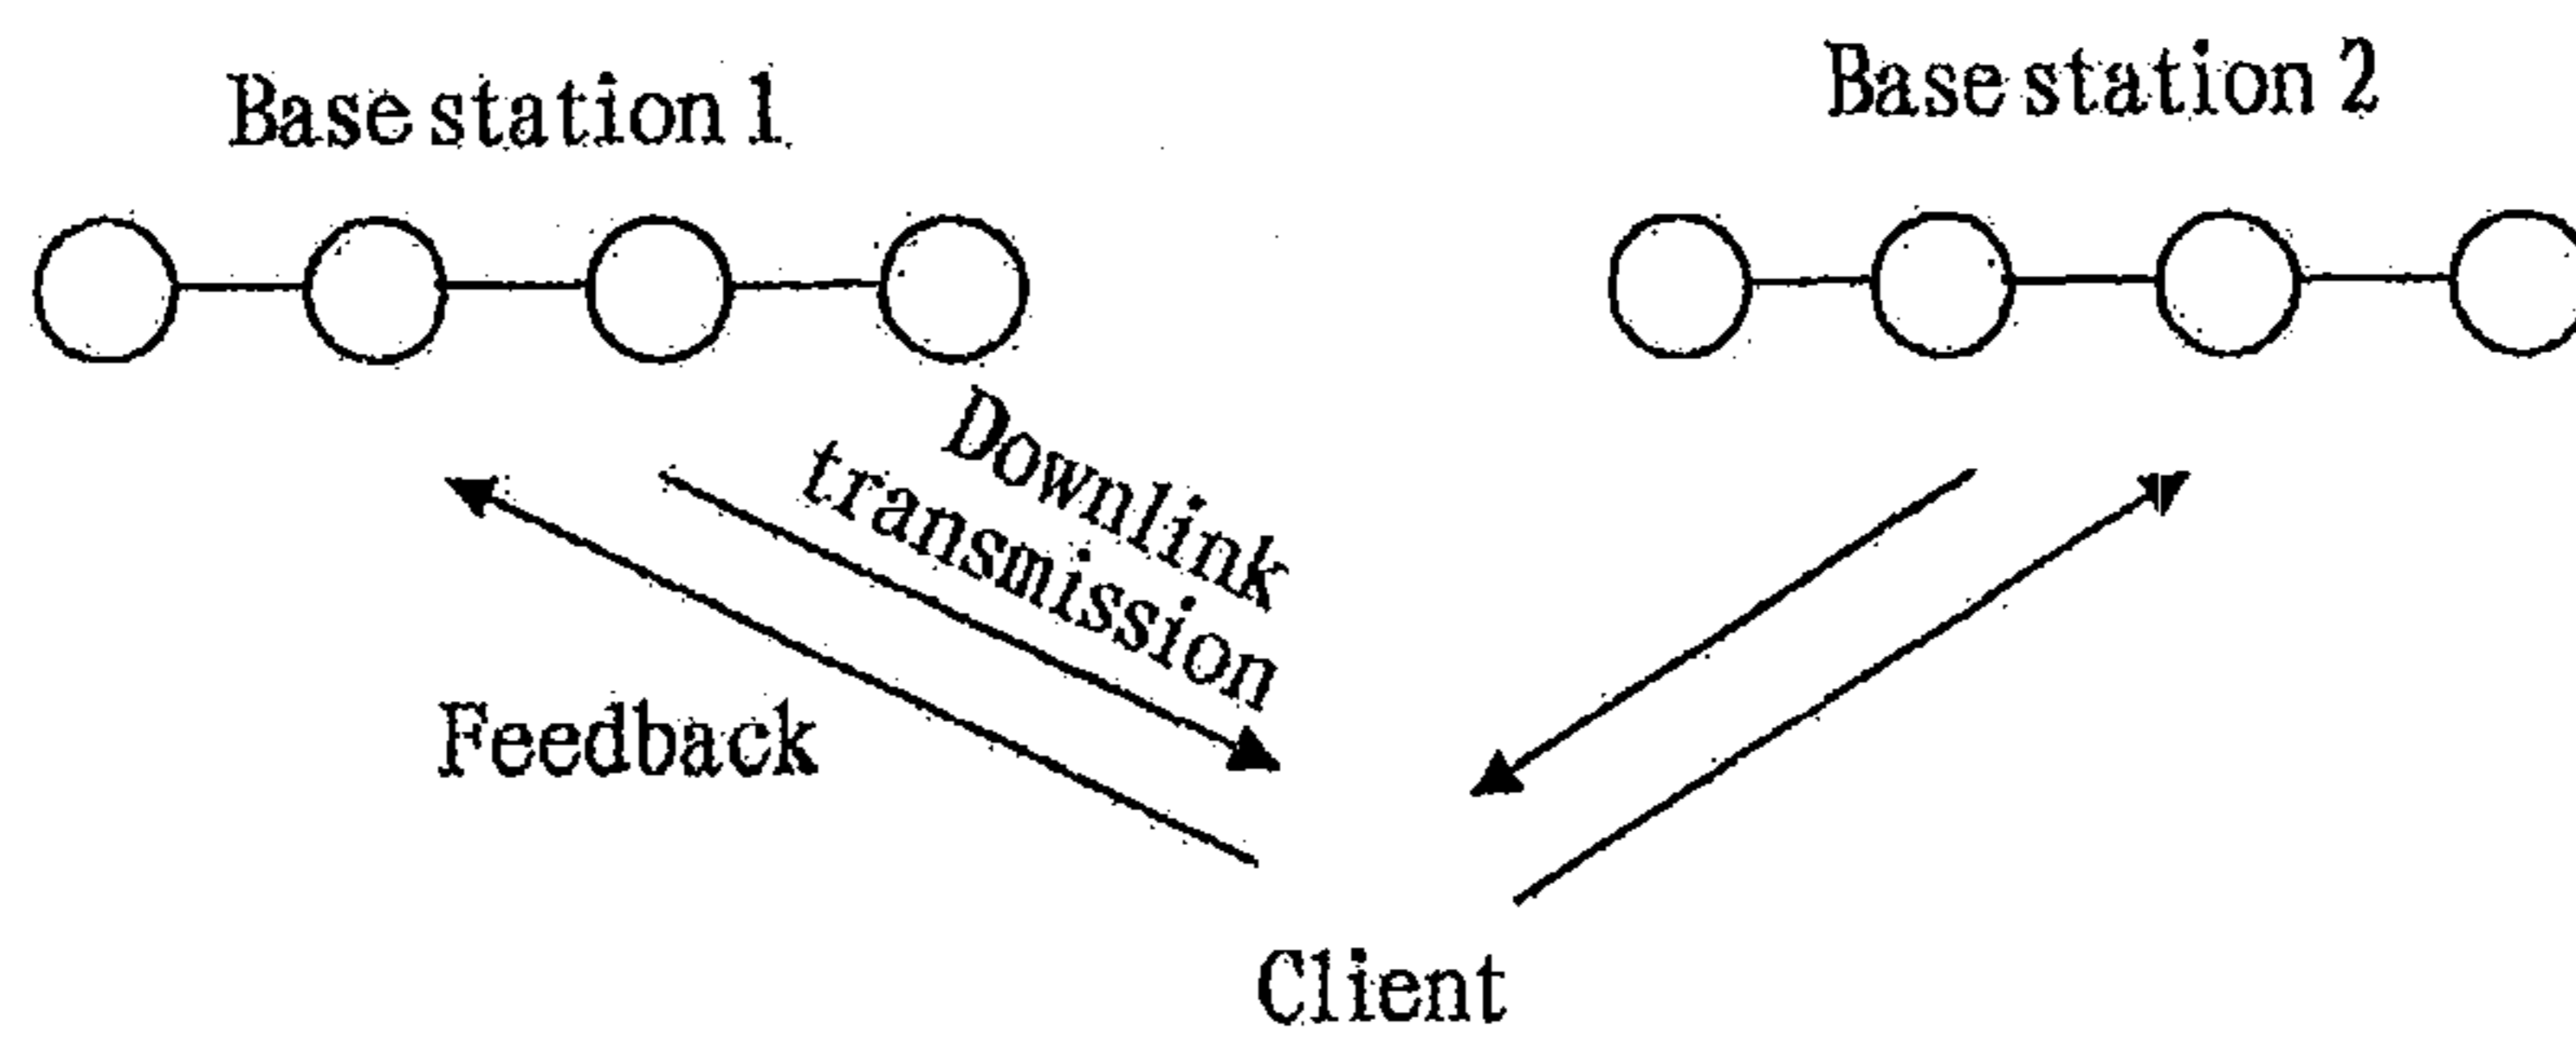 Base station 1
Base station 2
Downlink
transmission
Feedback
Client